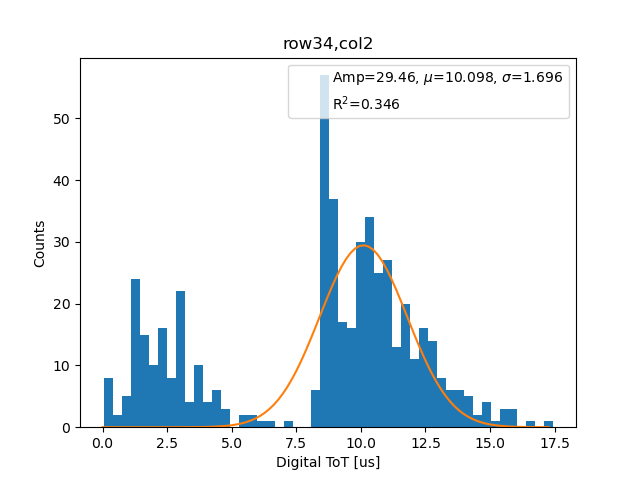 row34,col2
Amp=29.46, μ=10.098, σ=1.696
R²=0.346
Counts
50
40
30
20
10
0
0.0 2.5 5.0 7.5 10.0 12.5 15.0 17.5
Digital ToT [us]